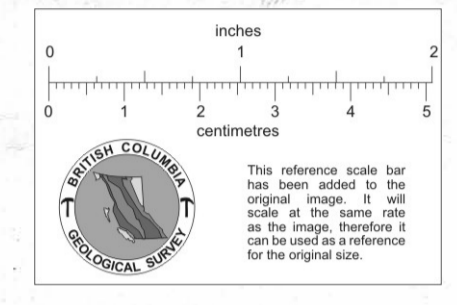 inches
0 1 2
0 1 2 3 4 5
centimetres
BRITISH COLUMBIA
GEOLOGICAL SURVEY
This reference scale bar
has been added to the
original image. It will
scale at the same rate
as the image, therefore it
can be used as a reference
for the original size.